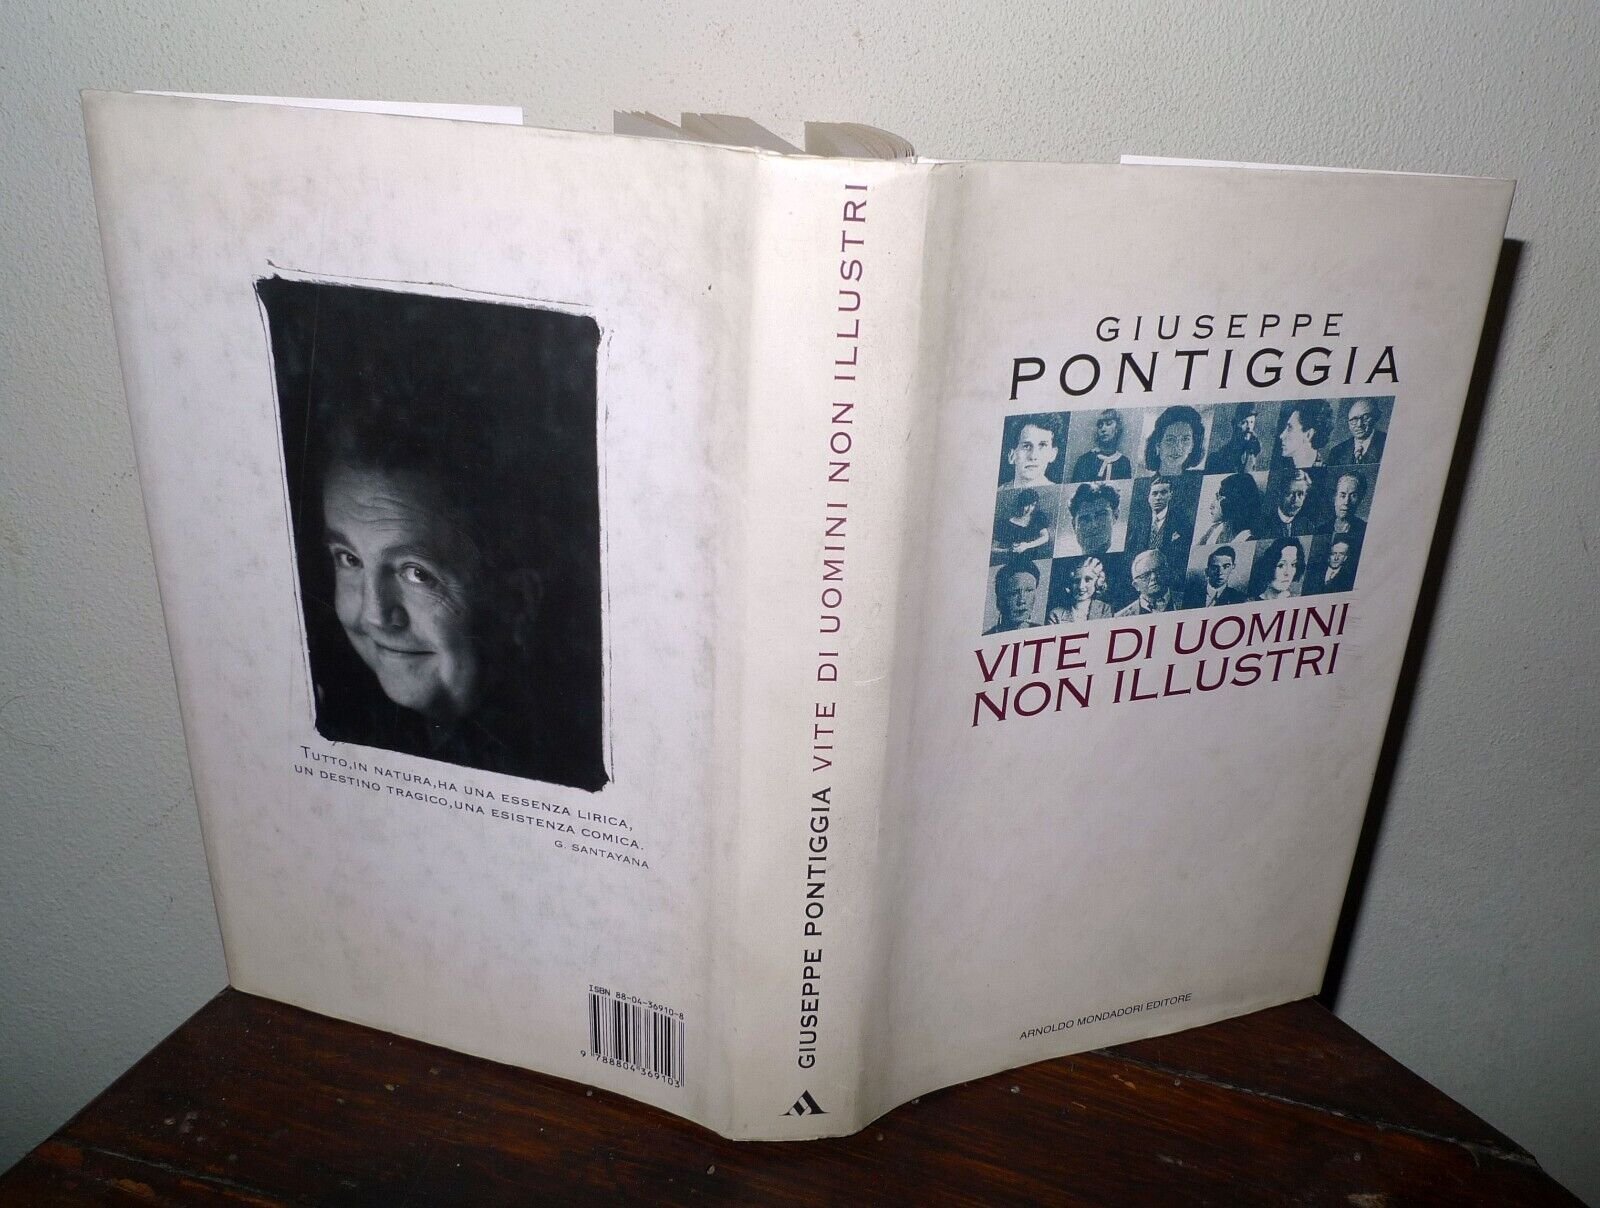 TUTTO,IN NATURA,HA UNA ESSENZA LIRICA,
UN DESTINO TRAGICO,UNA ESISTENZA COMICA.
G. SANTAYANA
ISBN 88-04-36910-8
9 788804 369103
GIUSEPPE PONTIGGIA VITE DI UOMINI NON ILLUSTRI
GIUSEPPE
PONTIGGIA
VITE DI UOMINI
NON ILLUSTRI
ARNOLDO MONDADORI EDITORE